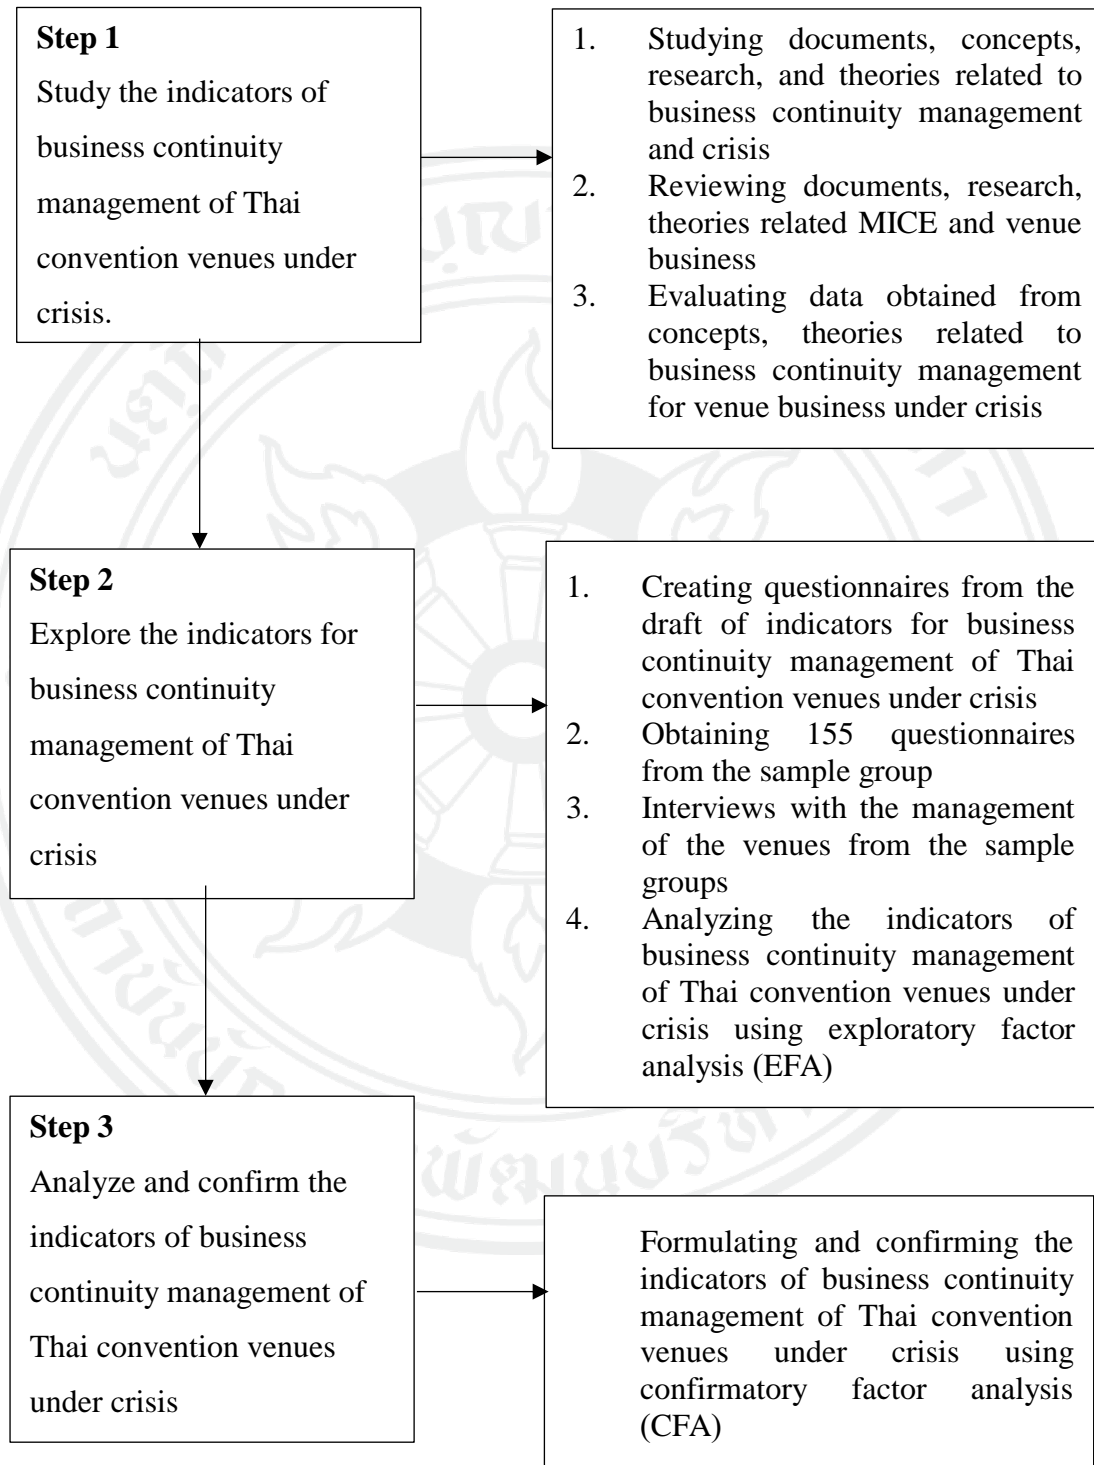 Step 1
Study the indicators of
business continuity
management of Thai
convention venues under
crisis.
1. Studying documents, concepts,
research, and theories related to
business continuity management
and crisis
2. Reviewing documents, research,
theories related MICE and venue
business
3. Evaluating data obtained from
concepts, theories related to
business continuity management
for venue business under crisis
Step 2
Explore the indicators for
business continuity
management of Thai
convention venues under
crisis
1. Creating questionnaires from the
draft of indicators for business
continuity management of Thai
convention venues under crisis
2. Obtaining 155 questionnaires
from the sample group
3. Interviews with the management
of the venues from the sample
groups
4. Analyzing the indicators of
business continuity management
of Thai convention venues under
crisis using exploratory factor
analysis (EFA)
Step 3
Analyze and confirm the
indicators of business
continuity management of
Thai convention venues
under crisis
Formulating and confirming the
indicators of business continuity
management of Thai convention
venues under crisis using
confirmatory factor analysis
(CFA)